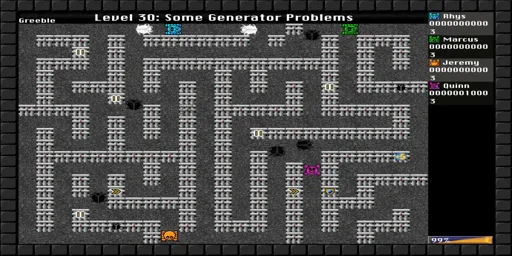 Level 30: Some Generator Problems
Greeble
Rhys
0000000000
3
Marcus
0000000000
3
Jeremy
0000000000
3
Quinn
0000001000
3
99%